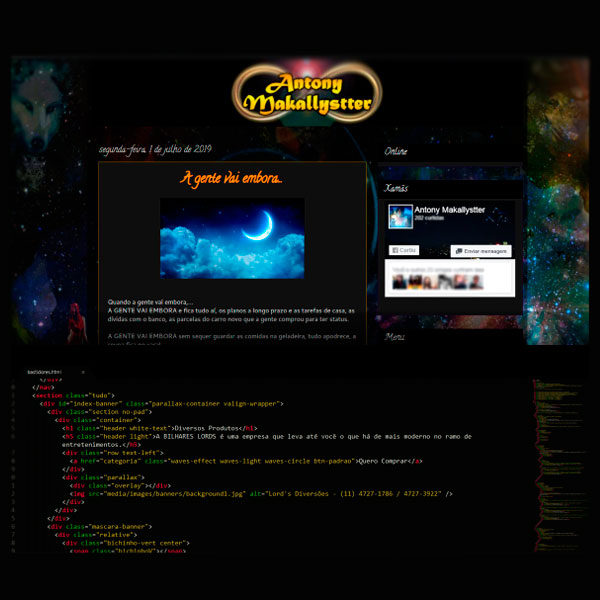 Antony
Makallystter
segunda-feira, 1 de julho de 2019
Online
A gente vai embora...
Xamãs
Antony Makallystter
202 curtidas
Curtiu
Enviar mensagem
Quando a gente vai embora,...
A GENTE VAI EMBORA e fica tudo aí, os planos a longo prazo e as tarefas de casa, as
dívidas com o banco, as parcelas do carro novo que a gente comprou para ter status.
A GENTE VAI EMBORA sem sequer guardar as comidas na geladeira, tudo apodrece, a
Menu
</nav>
<section class="tudo">
<div id="index-banner" class="parallax-container valign-wrapper">
<div class="section no-pad">
<div class="container">
<h1 class="header white-text">Diversos Produtos</h1>
<h5 class="header light">A BILHARES LORDS é uma empresa que leva até você o que há de mais moderno no ramo de
entretenimentos.</h5>
<div class="row text-left">
<a href="categoria" class="waves-effect waves-light waves-circle btn-padrao">Quero Comprar</a>
</div>
<div class="parallax">
<div class="overlay"></div>
<img src="media/images/banners/background1.jpg" alt="Lord's Diversões - (11) 4727-1786 / 4727-3922" />
</div>
</div>
<div class="mascara-banner">
<div class="relative">
<div class="bichinho-vert center">
<span class="bichinhoV"></span>